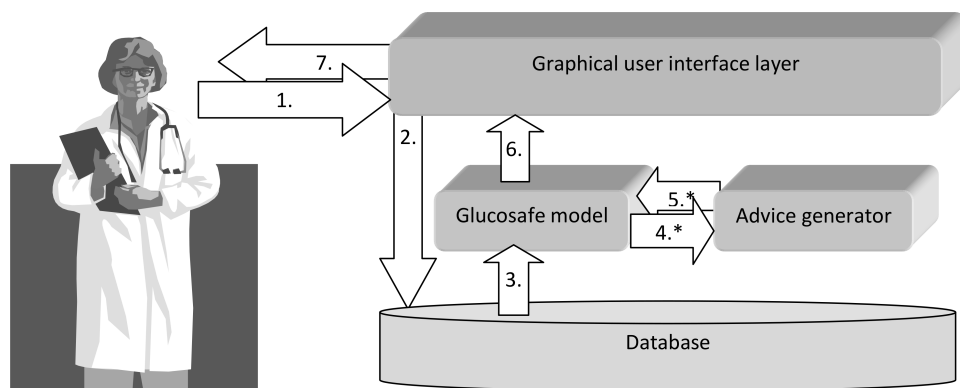 7.
Graphical user interface layer
1.
2.
6.
5.*
Glucosafe model
Advice generator
4.*
3.
Database